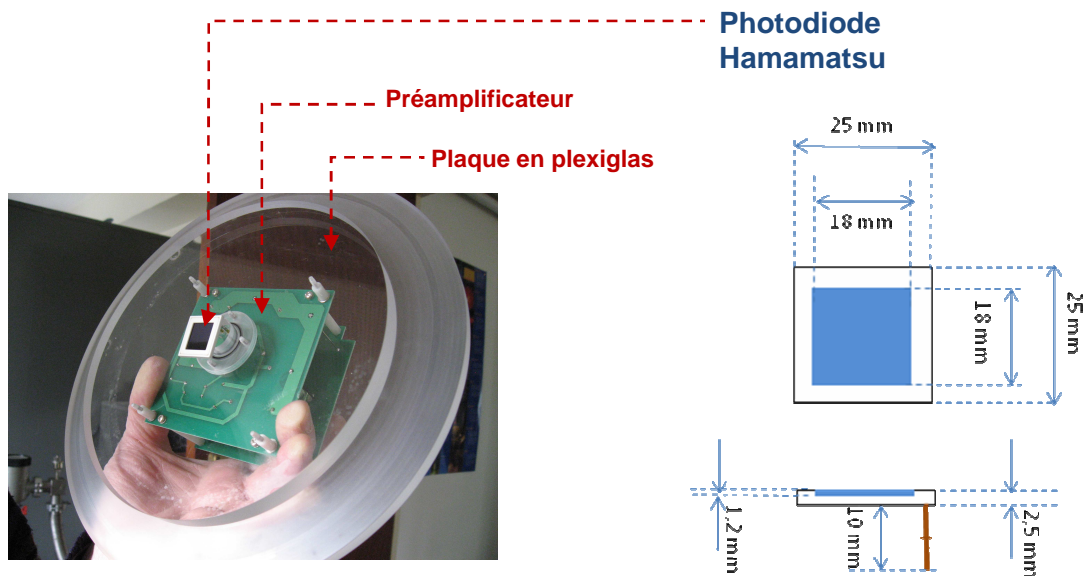 Photodiode
Hamamatsu
Préamplificateur
Plaque en plexiglas
25 mm
18 mm
18 mm
25 mm
1,2 mm
10 mm
2,5 mm